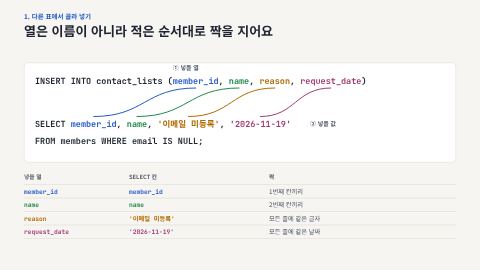 1. 다른 표에서 골라 넣기
열은 이름이 아니라 적은 순서대로 짝을 지어요
① 넣을 열
INSERT INTO contact_lists (member_id, name, reason, request_date)
SELECT member_id, name, '이메일 미등록', '2026-11-19' ② 넣을 값
FROM members WHERE email IS NULL;
넣을 열 SELECT 칸 짝
member_id member_id 1번째 칸끼리
name name 2번째 칸끼리
reason '이메일 미등록' 모든 줄에 같은 글자
request_date '2026-11-19' 모든 줄에 같은 날짜